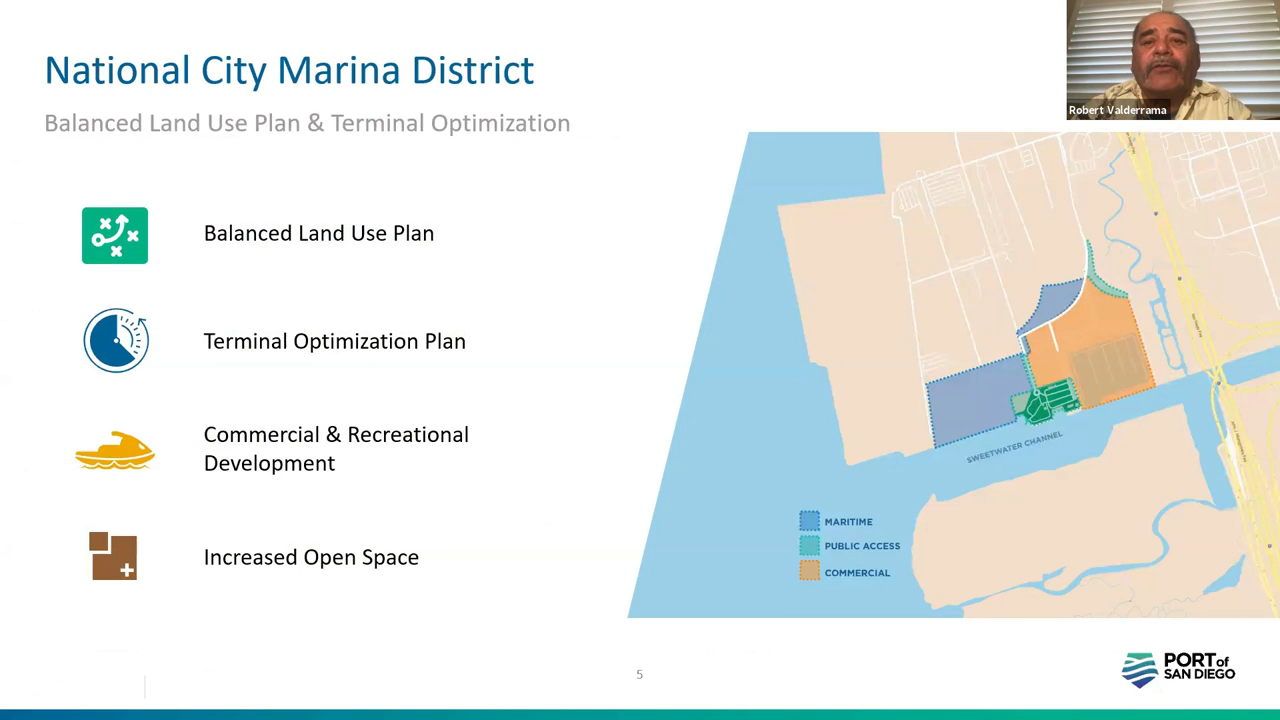 National City Marina District
Balanced Land Use Plan & Terminal Optimization
Robert Valderrama
Balanced Land Use Plan
Terminal Optimization Plan
Commercial & Recreational
Development
Increased Open Space
SWEETWATER CHANNEL
MARITIME
PUBLIC ACCESS
COMMERCIAL
5
PORT of
SAN DIEGO